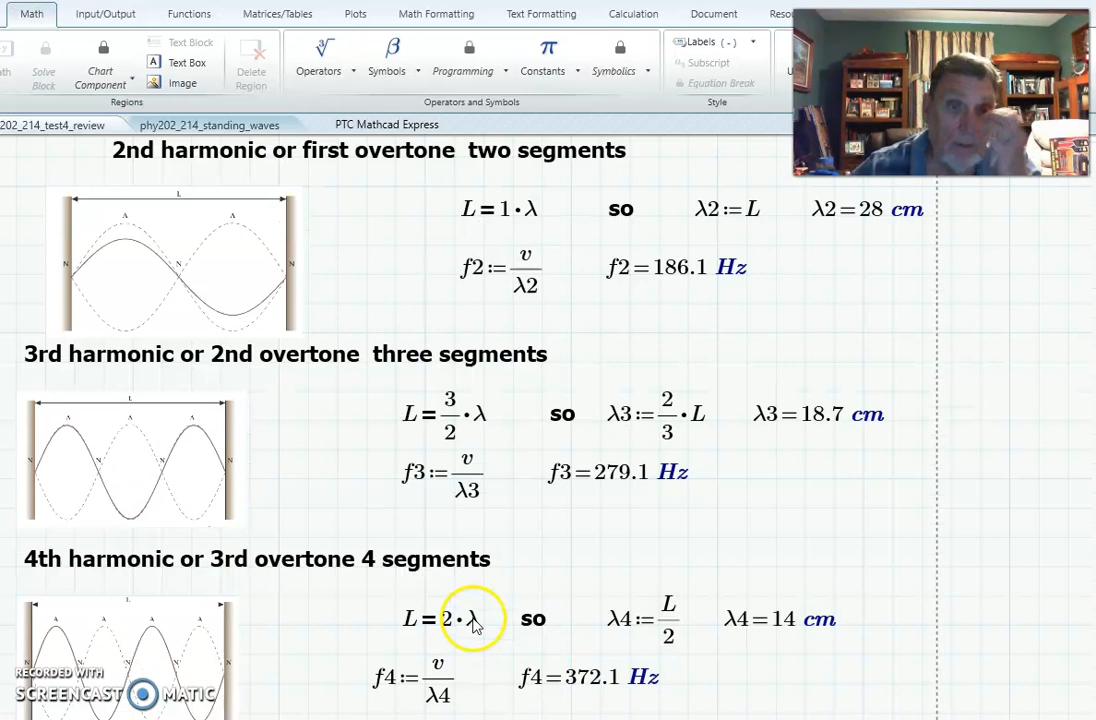 Math Input/Output Functions Matrices/Tables Plots Math Formatting Text Formatting Calculation Document
Solve Block
Chart Component
Text Block
Text Box
Image
Delete Region
Operators
Symbols
Programming
Constants
Symbolics
Labels ( - )
Subscript
Equation Break
Regions Operators and Symbols Style
202_214_test4_review phy202_214_standing_waves PTC Mathcad Express
2nd harmonic or first overtone two segments
L
A A
N N N
L = 1 · λ so λ2 := L λ2 = 28 cm
f2 := v/λ2 f2 = 186.1 Hz
3rd harmonic or 2nd overtone three segments
L
A A A
N N N N
L = 3/2 · λ so λ3 := 2/3 · L λ3 = 18.7 cm
f3 := v/λ3 f3 = 279.1 Hz
4th harmonic or 3rd overtone 4 segments
L
A A A A
L = 2 · λ so λ4 := L/2 λ4 = 14 cm
f4 := v/λ4 f4 = 372.1 Hz
RECORDED WITH
SCREENCAST MATIC